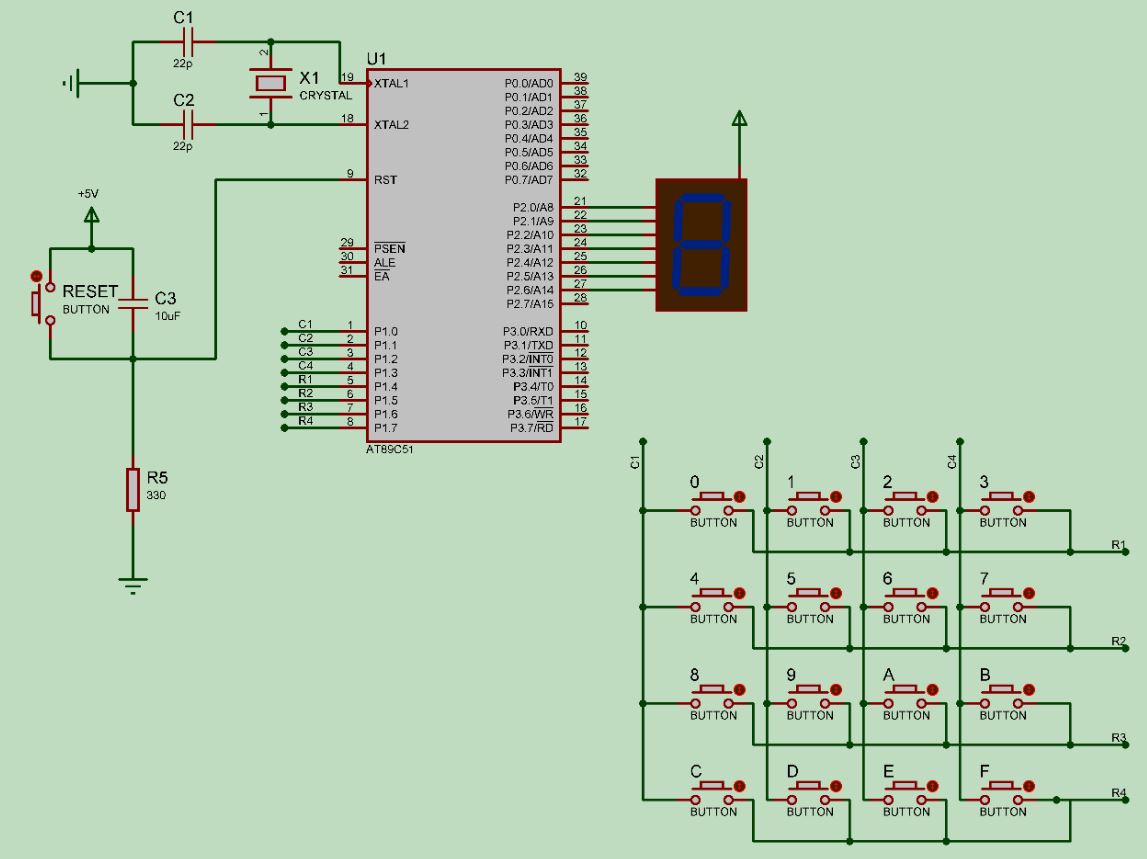 C1
22p
C2
22p
2
X1
CRYSTAL
1
U1
19 XTAL1
18 XTAL2
9 RST
29 PSEN
30 ALE
31 EA
C1 1 P1.0
C2 2 P1.1
C3 3 P1.2
C4 4 P1.3
R1 5 P1.4
R2 6 P1.5
R3 7 P1.6
R4 8 P1.7
P0.0/AD0 39
P0.1/AD1 38
P0.2/AD2 37
P0.3/AD3 36
P0.4/AD4 35
P0.5/AD5 34
P0.6/AD6 33
P0.7/AD7 32
P2.0/A8 21
P2.1/A9 22
P2.2/A10 23
P2.3/A11 24
P2.4/A12 25
P2.5/A13 26
P2.6/A14 27
P2.7/A15 28
P3.0/RXD 10
P3.1/TXD 11
P3.2/INT0 12
P3.3/INT1 13
P3.4/T0 14
P3.5/T1 15
P3.6/WR 16
P3.7/RD 17
AT89C51
+5V
RESET
BUTTON
C3
10uF
R5
330
C1 C2 C3 C4
0 1 2 3
BUTTON BUTTON BUTTON BUTTON
R1
4 5 6 7
BUTTON BUTTON BUTTON BUTTON
R2
8 9 A B
BUTTON BUTTON BUTTON BUTTON
R3
C D E F
R4
BUTTON BUTTON BUTTON BUTTON